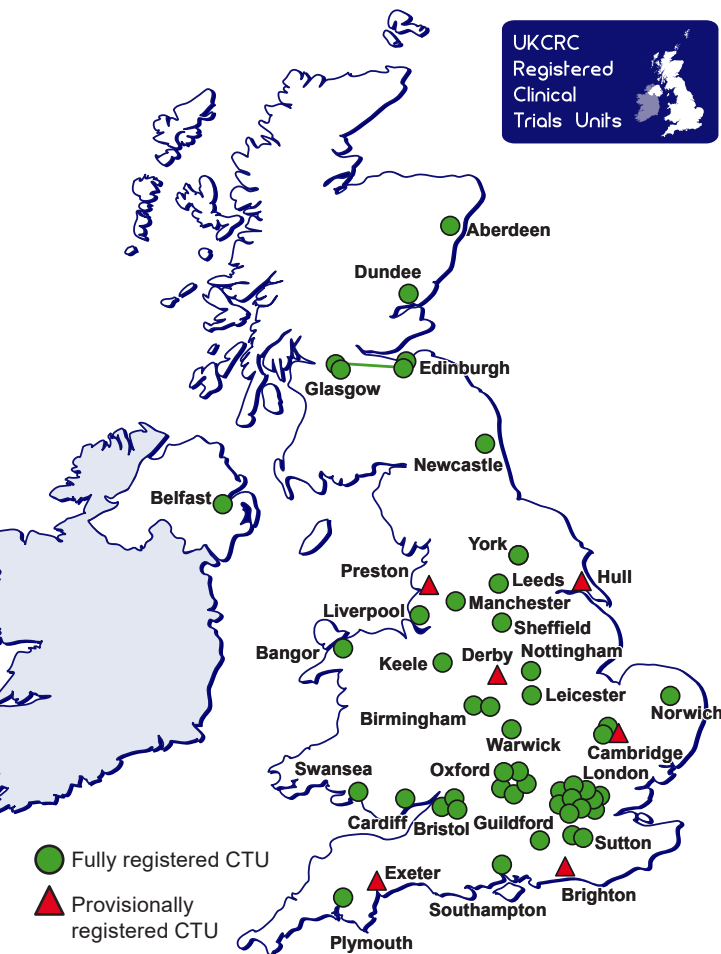 UKCRC
Registered
Clinical
Trials Units
Aberdeen
Dundee
Edinburgh
Glasgow
Newcastle
Belfast
York
Preston
Leeds
Hull
Manchester
Liverpool
Sheffield
Bangor
Keele
Derby
Nottingham
Leicester
Norwich
Birmingham
Warwick
Cambridge
Swansea
Oxford
London
Cardiff
Bristol
Guildford
Sutton
Fully registered CTU
Exeter
Brighton
Provisionally
registered CTU
Southampton
Plymouth